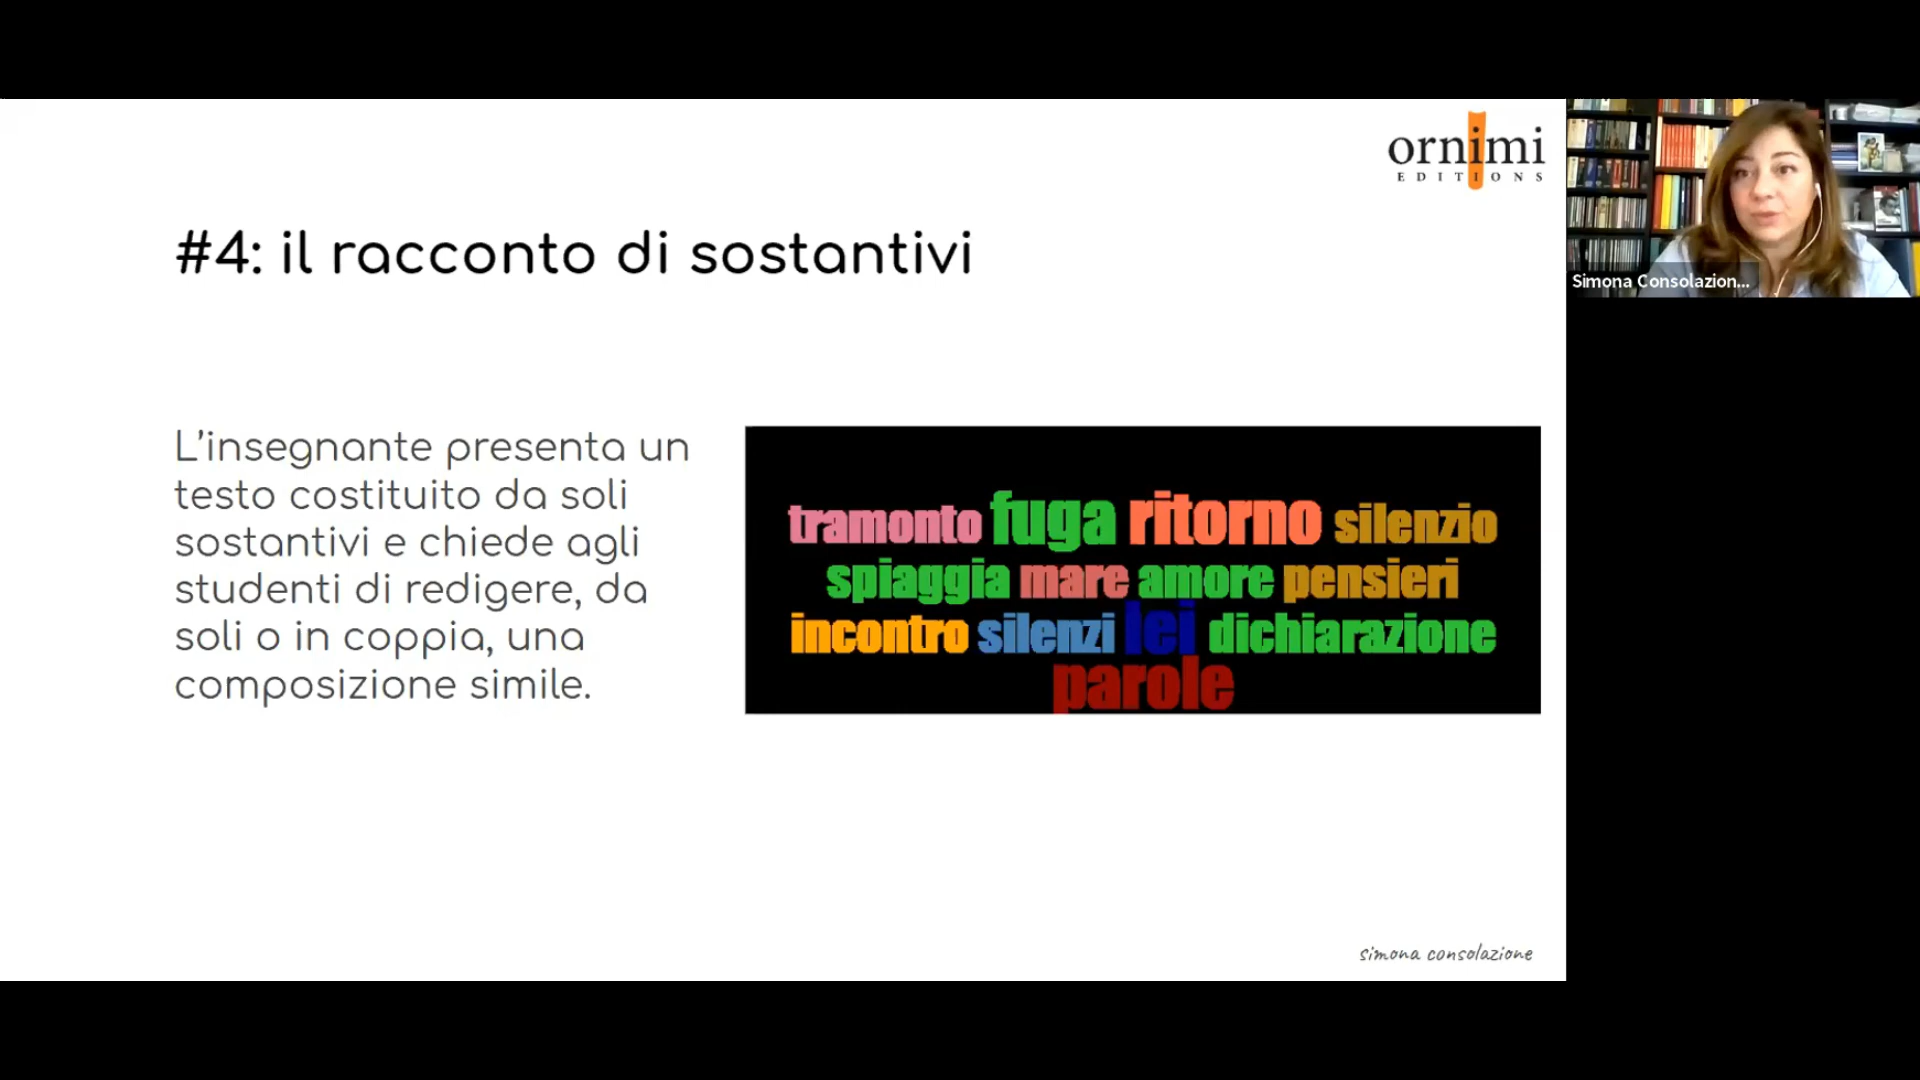 ornimi
EDITIONS
#4: il racconto di sostantivi
L'insegnante presenta un
testo costituito da soli
sostantivi e chiede agli
studenti di redigere, da
soli o in coppia, una
composizione simile.
tramonto fuga ritorno silenzio
spiaggia mare amore pensieri
incontro silenzi lei dichiarazione
parole
simona consolazione
Simona Consolazion...